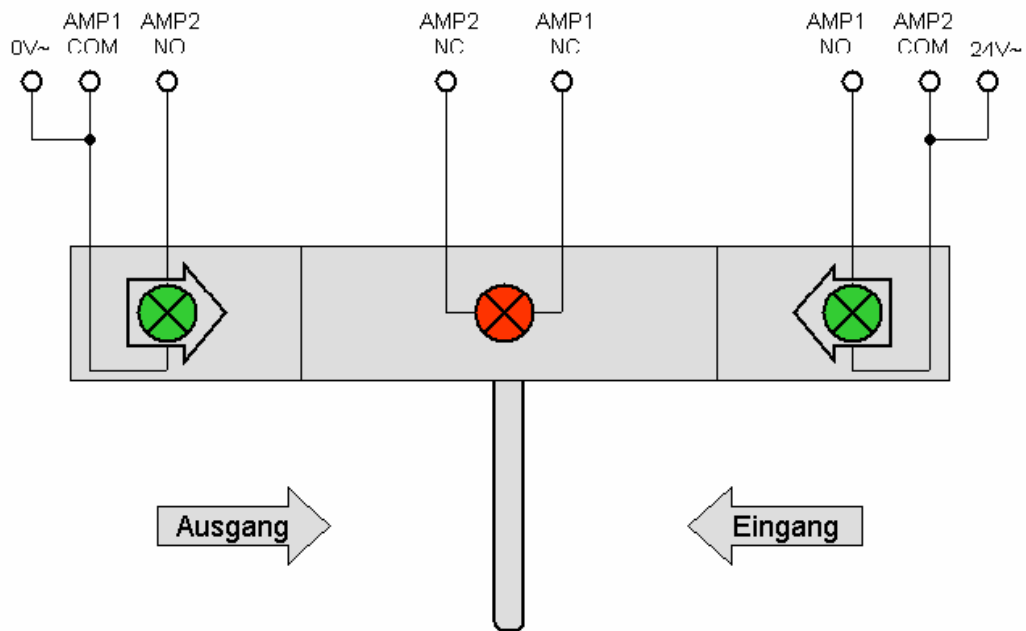 0V~
AMP1
COM
AMP2
NO
AMP2
NC
AMP1
NC
AMP1
NO
AMP2
COM
24V~
Ausgang
Eingang